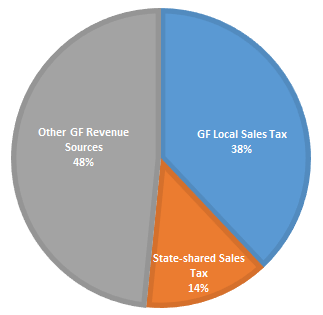 Other GF Revenue
Sources
48%
GF Local Sales Tax
38%
State-shared Sales
Tax
14%